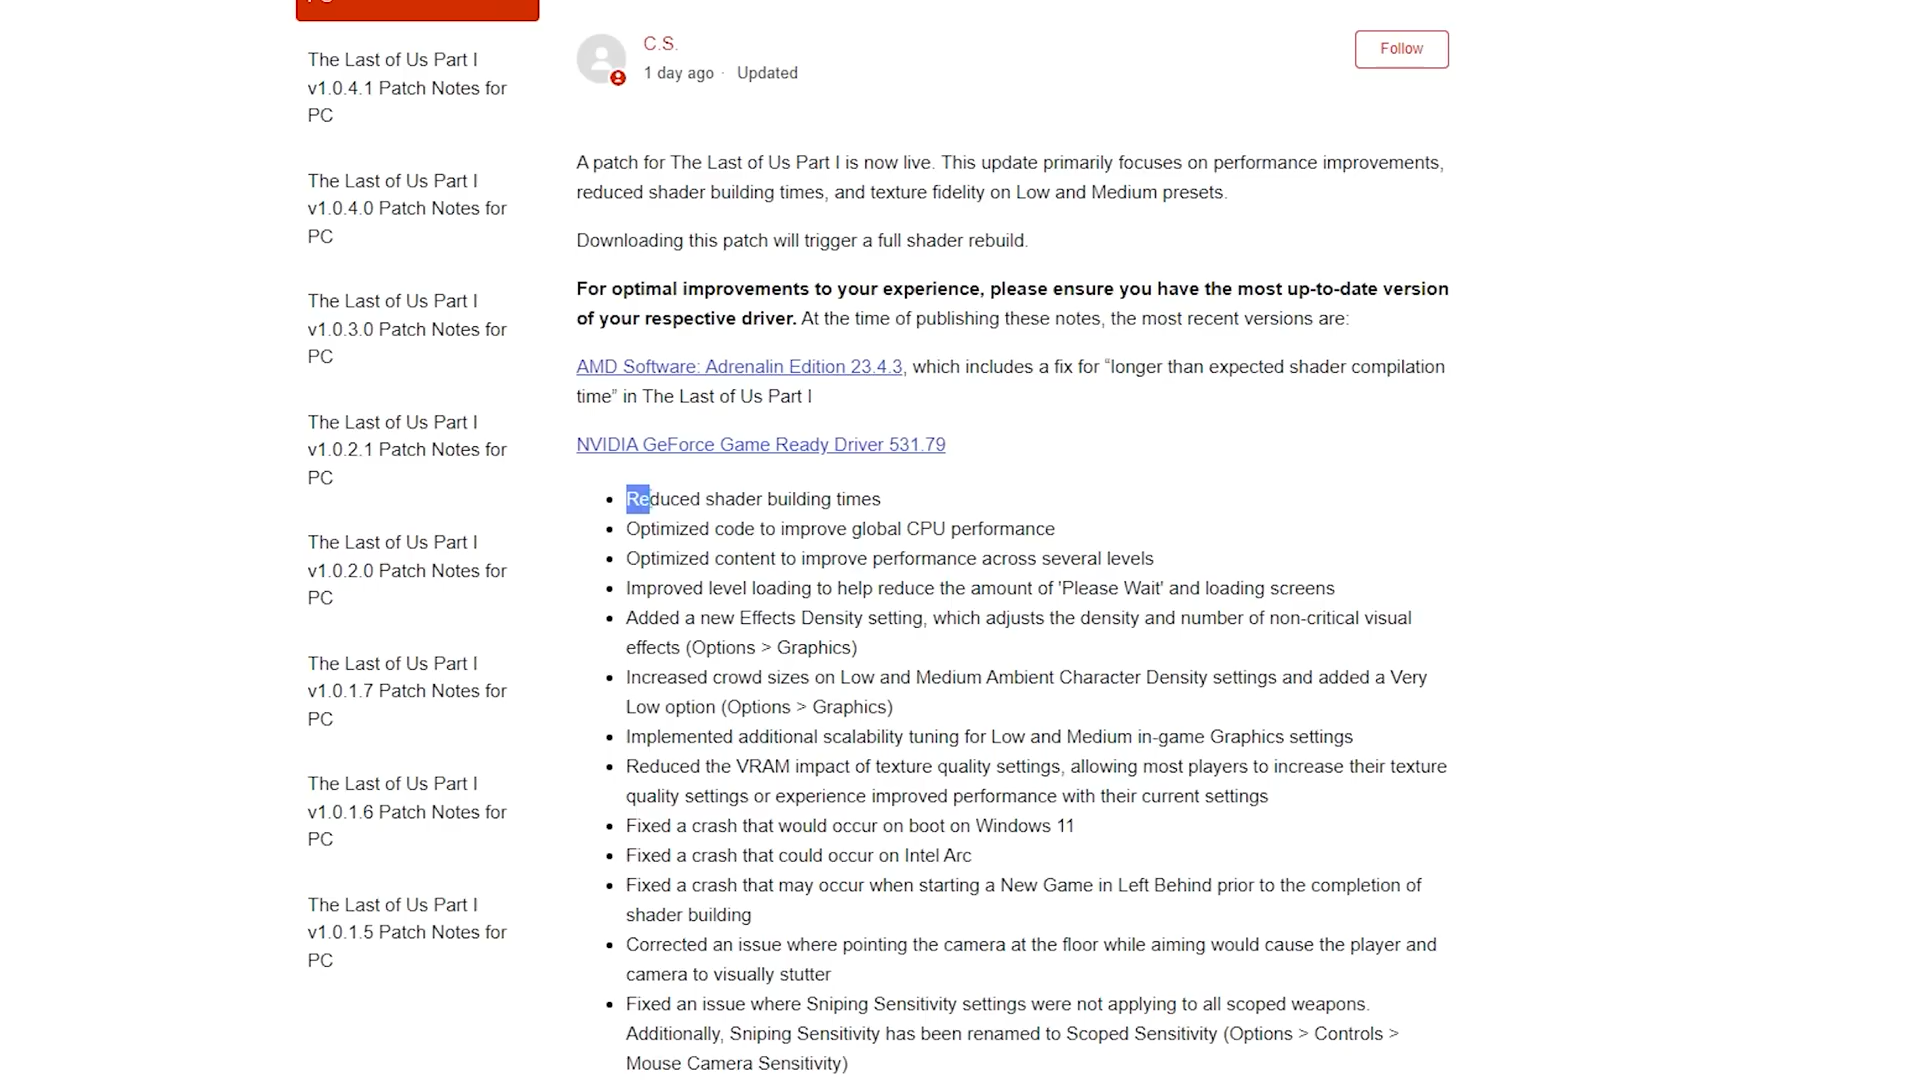 The Last of Us Part I
v1.0.4.1 Patch Notes for
PC
The Last of Us Part I
v1.0.4.0 Patch Notes for
PC
The Last of Us Part I
v1.0.3.0 Patch Notes for
PC
The Last of Us Part I
v1.0.2.1 Patch Notes for
PC
The Last of Us Part I
v1.0.2.0 Patch Notes for
PC
The Last of Us Part I
v1.0.1.7 Patch Notes for
PC
The Last of Us Part I
v1.0.1.6 Patch Notes for
PC
The Last of Us Part I
v1.0.1.5 Patch Notes for
PC
C.S.
1 day ago · Updated
Follow
A patch for The Last of Us Part I is now live. This update primarily focuses on performance improvements,
reduced shader building times, and texture fidelity on Low and Medium presets.
Downloading this patch will trigger a full shader rebuild.
For optimal improvements to your experience, please ensure you have the most up-to-date version
of your respective driver. At the time of publishing these notes, the most recent versions are:
AMD Software: Adrenalin Edition 23.4.3, which includes a fix for “longer than expected shader compilation
time” in The Last of Us Part I
NVIDIA GeForce Game Ready Driver 531.79
• Reduced shader building times
• Optimized code to improve global CPU performance
• Optimized content to improve performance across several levels
• Improved level loading to help reduce the amount of 'Please Wait' and loading screens
• Added a new Effects Density setting, which adjusts the density and number of non-critical visual
effects (Options > Graphics)
• Increased crowd sizes on Low and Medium Ambient Character Density settings and added a Very
Low option (Options > Graphics)
• Implemented additional scalability tuning for Low and Medium in-game Graphics settings
• Reduced the VRAM impact of texture quality settings, allowing most players to increase their texture
quality settings or experience improved performance with their current settings
• Fixed a crash that would occur on boot on Windows 11
• Fixed a crash that could occur on Intel Arc
• Fixed a crash that may occur when starting a New Game in Left Behind prior to the completion of
shader building
• Corrected an issue where pointing the camera at the floor while aiming would cause the player and
camera to visually stutter
• Fixed an issue where Sniping Sensitivity settings were not applying to all scoped weapons.
Additionally, Sniping Sensitivity has been renamed to Scoped Sensitivity (Options > Controls >
Mouse Camera Sensitivity)